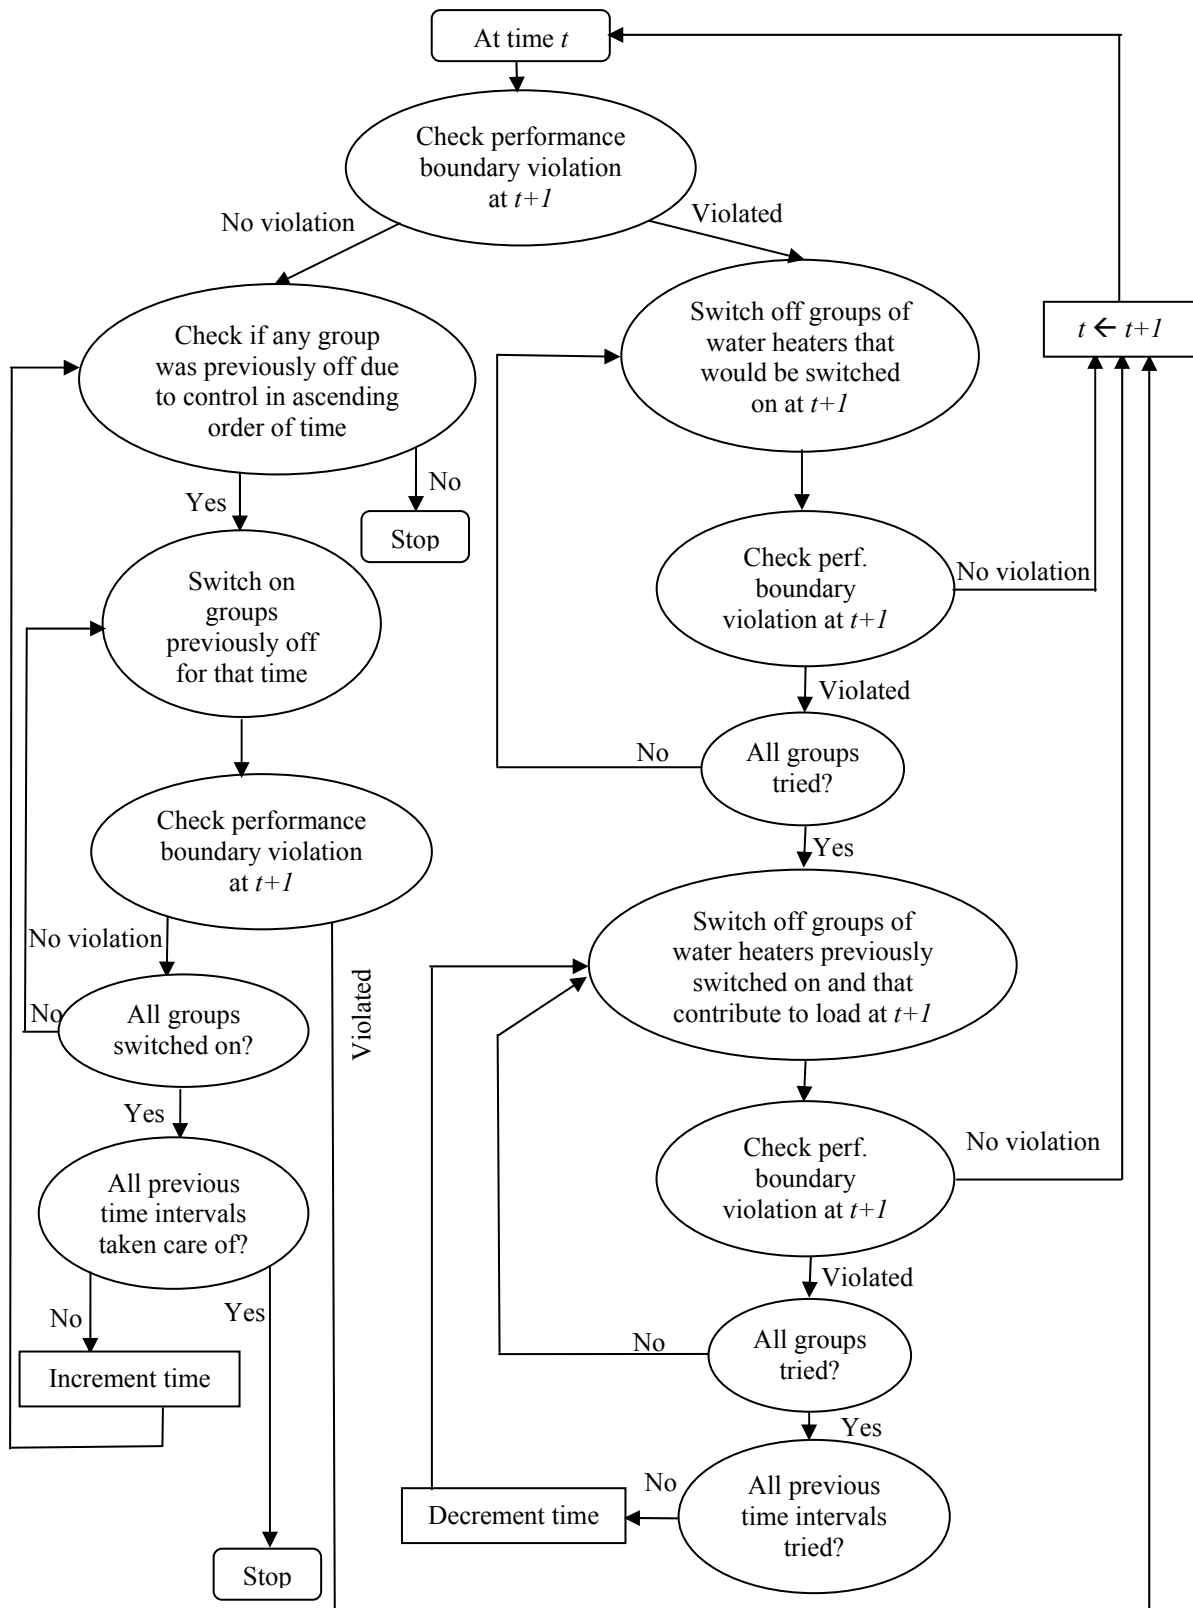 At time t
Check performance
boundary violation
at t+1
No violation
Violated
Check if any group
was previously off due
to control in ascending
order of time
Switch off groups of
water heaters that
would be switched
on at t+1
t ← t+1
Yes
No
Stop
Switch on
groups
previously off
for that time
Check perf.
boundary
violation at t+1
No violation
Violated
No
All groups
tried?
Yes
Check performance
boundary violation
at t+1
No violation
Violated
No
All groups
switched on?
Yes
Switch off groups of
water heaters previously
switched on and that
contribute to load at t+1
Check perf.
boundary
violation at t+1
No violation
Violated
All previous
time intervals
taken care of?
No
Yes
Increment time
Stop
No
All groups
tried?
Yes
All previous
time intervals
tried?
No
Decrement time